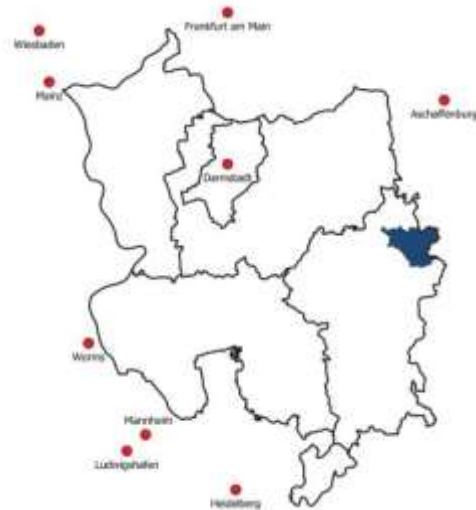 Frankfurt am Main
Wiesbaden
Mainz
Aschaffenburg
Darmstadt
Worms
Mannheim
Ludwigshafen
Heidelberg